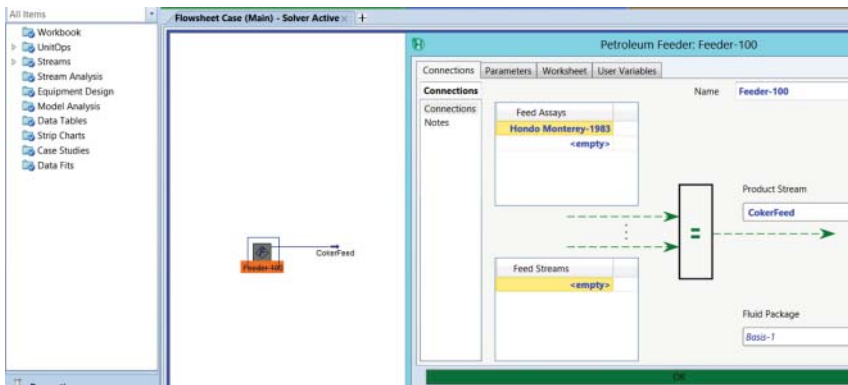 All Items
Workbook
UnitOps
Streams
Stream Analysis
Equipment Design
Model Analysis
Data Tables
Strip Charts
Case Studies
Data Fits
Flowsheet Case (Main) - Solver Active × +
Feeder-100
CokerFeed
Petroleum Feeder: Feeder-100
Connections Parameters Worksheet User Variables
Connections
Connections
Notes
Name Feeder-100
Feed Assays
Hondo Monterey-1983
<empty>
Product Stream
CokerFeed
=
Feed Streams
<empty>
Fluid Package
Basis-1
OK